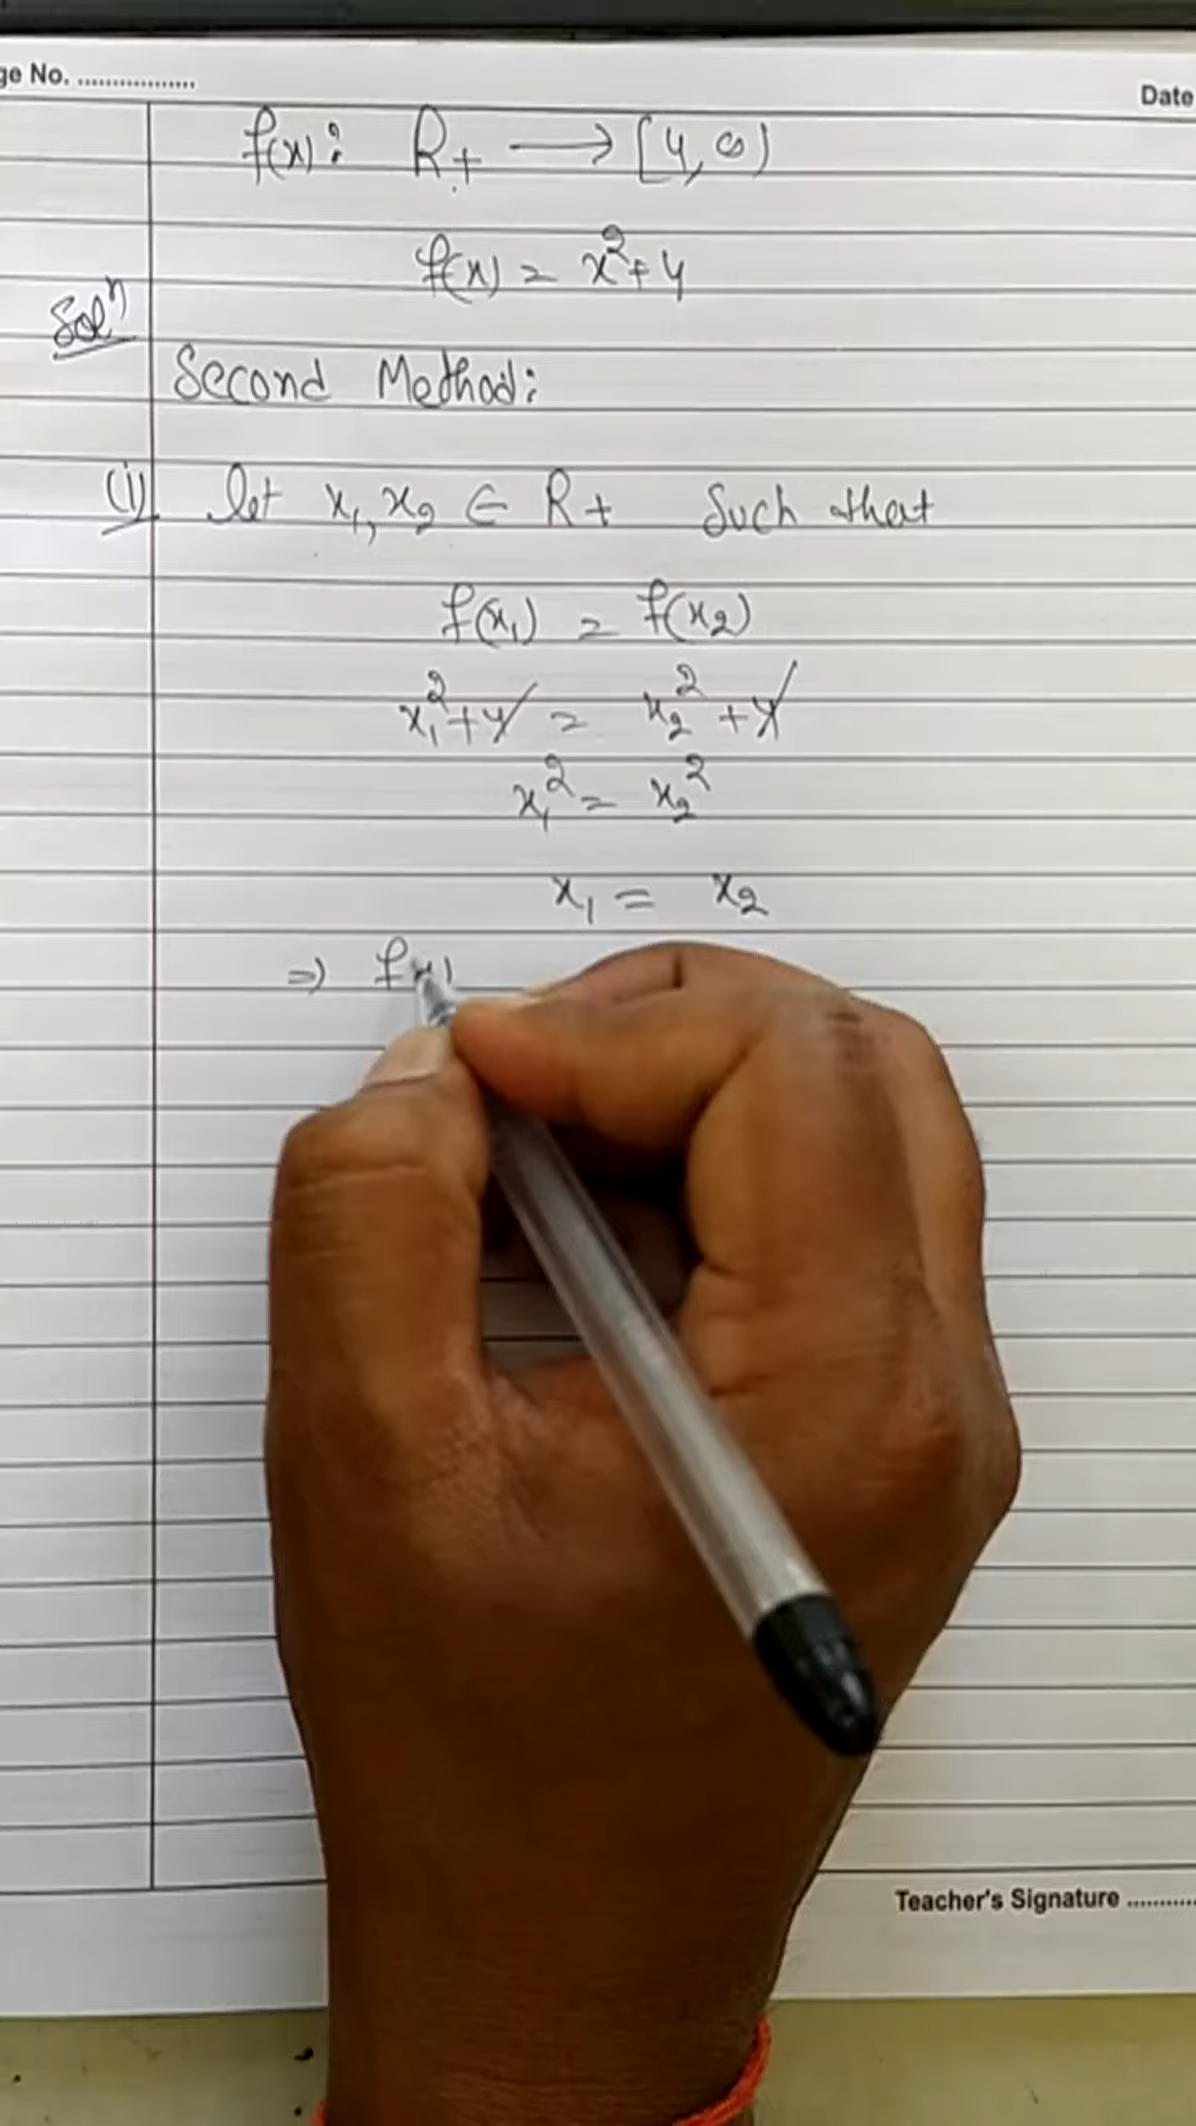 ge No. .................
Date
f(x): R+ → [4, ∞)
f(x) = x²+4
Solⁿ
Second Method:
(i) let x₁, x₂ ∈ R+ Such that
f(x₁) = f(x₂)
x₁²+4 = x₂²+4
x₁² = x₂²
x₁ = x₂
⇒ f(x)
Teacher's Signature ...........